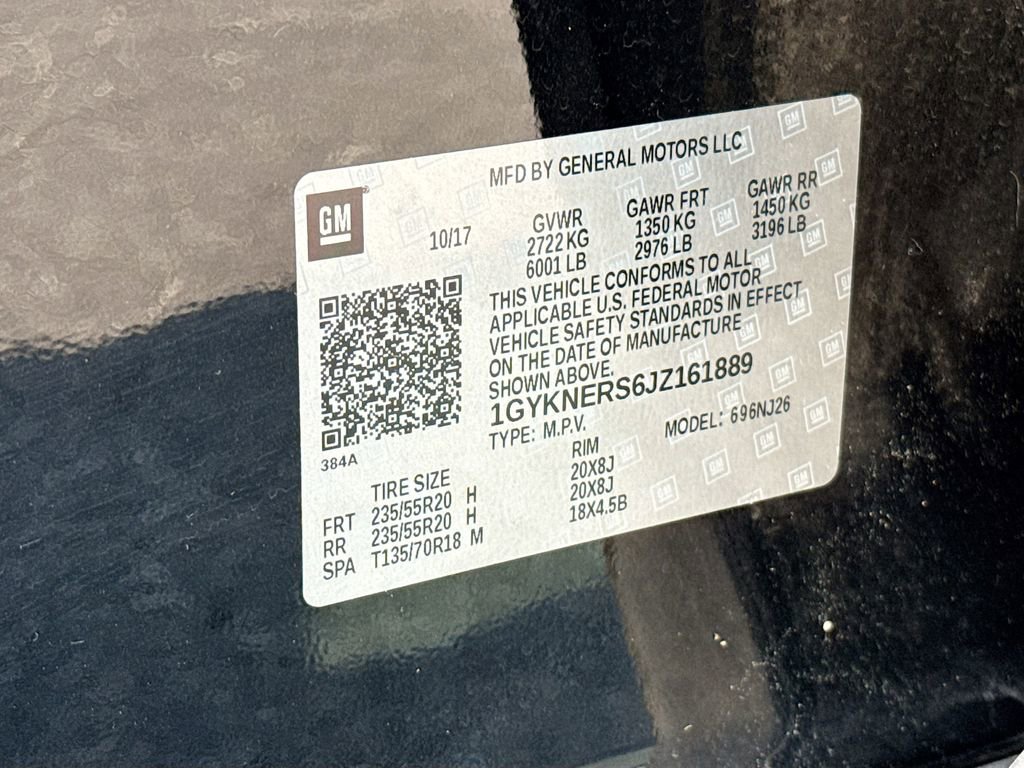 MFD BY GENERAL MOTORS LLC
GM
10/17
GVWR GAWR FRT GAWR RR
2722 KG 1350 KG 1450 KG
6001 LB 2976 LB 3196 LB
THIS VEHICLE CONFORMS TO ALL
APPLICABLE U.S. FEDERAL MOTOR
VEHICLE SAFETY STANDARDS IN EFFECT
ON THE DATE OF MANUFACTURE
SHOWN ABOVE.
1GYKNERS6JZ161889
TYPE: M.P.V. MODEL: 696NJ26
384A
TIRE SIZE RIM
FRT 235/55R20 H 20X8J
RR 235/55R20 H 20X8J
SPA T135/70R18 M 18X4.5B